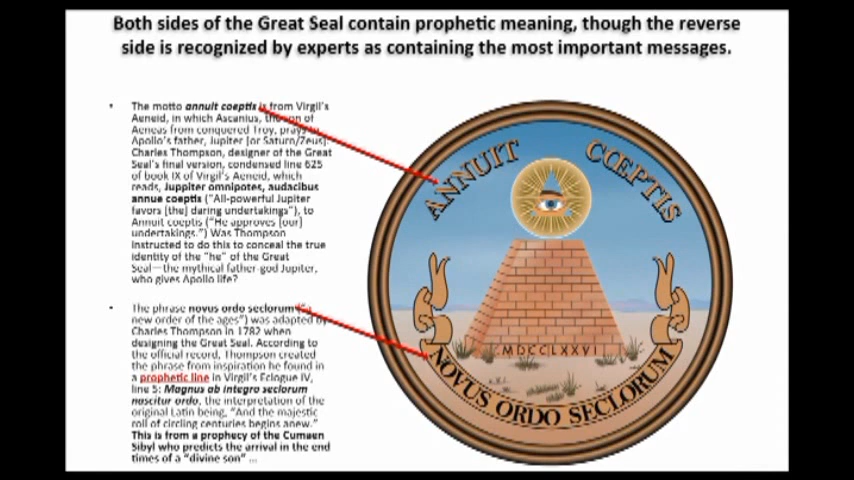 Both sides of the Great Seal contain prophetic meaning, though the reverse
side is recognized by experts as containing the most important messages.
• The motto annuit coeptis is from Virgil's
Aeneid, in which Ascanius, the son of
Aeneas from conquered Troy, prays to
Apollo's father, Jupiter [or Saturn/Zeus].
Charles Thompson, designer of the Great
Seal's final version, condensed line 625
of book IX of Virgil's Aeneid, which
reads, Juppiter omnipotes, audacibus
annue coeptis ("All-powerful Jupiter
favors [the] daring undertakings"), to
Annuit coeptis ("He approves [our]
undertakings.") Was Thompson
instructed to do this to conceal the true
identity of the "he" of the Great
Seal—the mythical father-god Jupiter,
who gives Apollo life?
• The phrase novus ordo seclorum ("a
new order of the ages") was adapted by
Charles Thompson in 1782 when
designing the Great Seal. According to
the official record, Thompson created
the phrase from inspiration he found in
a prophetic line in Virgil's Eclogue IV,
line 5: Magnus ab integro seclorum
nascitur ordo, the interpretation of the
original Latin being, "And the majestic
roll of circling centuries begins anew."
This is from a prophecy of the Cumaen
Sibyl who predicts the arrival in the end
times of a "divine son" ...
ANNUIT CŒPTIS
MDCCLXXVI
NOVUS ORDO SECLORUM